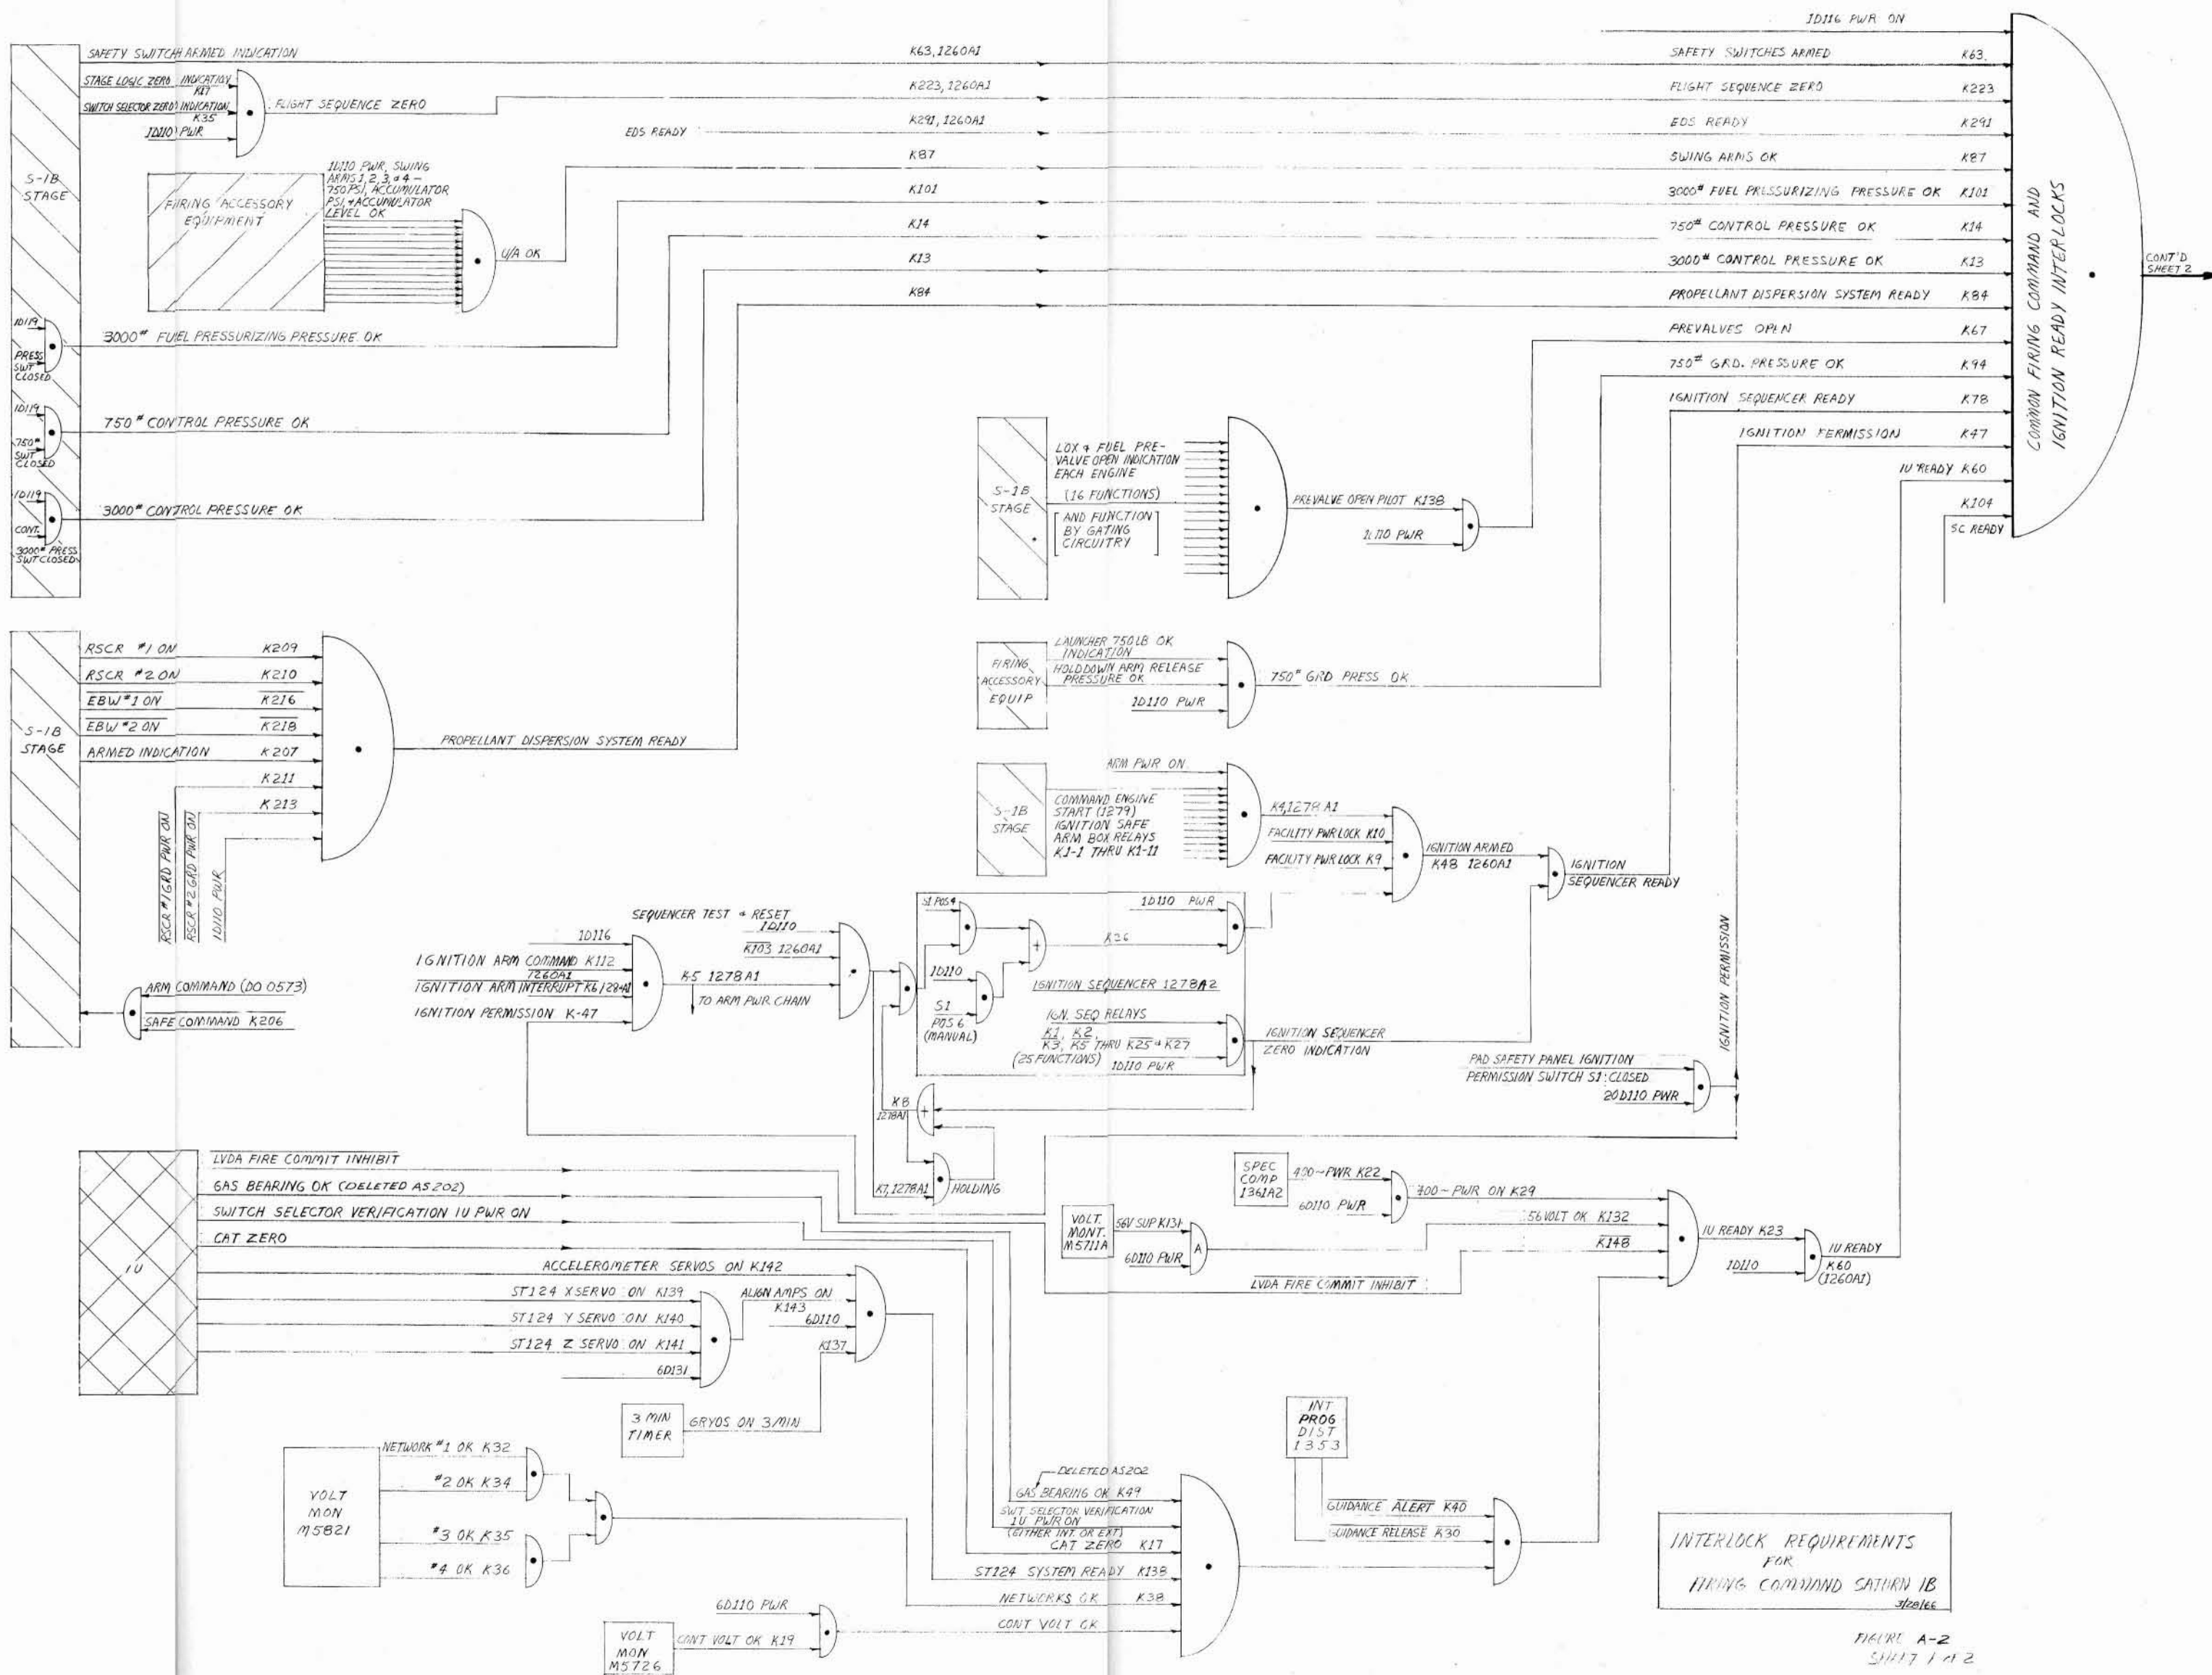 1D116 PWR ON
SAFETY SWITCH ARMED INDICATION
K63, 1260A1
SAFETY SWITCHES ARMED K63
STAGE LOGIC ZERO INDICATION
K17
SWITCH SELECTOR ZERO INDICATION
K35
1D110 PWR
FLIGHT SEQUENCE ZERO
K223, 1260A1
FLIGHT SEQUENCE ZERO K223
EDS READY
K291, 1260A1
EDS READY K291
K87
SWING ARMS OK K87
K101
3000# FUEL PRESSURIZING PRESSURE OK K101
K14
750# CONTROL PRESSURE OK K14
K13
3000# CONTROL PRESSURE OK K13
K84
PROPELLANT DISPERSION SYSTEM READY K84
PREVALVES OPEN K67
750# GRD. PRESSURE OK K94
IGNITION SEQUENCER READY K78
IGNITION PERMISSION K47
IU READY K60
K104
SC READY
COMMON FIRING COMMAND AND
IGNITION READY INTERLOCKS
CONT'D
SHEET 2
S-1B
STAGE
FIRING ACCESSORY
EQUIPMENT
1D110 PWR, SWING
ARMS 1, 2, 3, & 4 -
750 PSI, ACCUMULATOR
PSI, & ACCUMULATOR
LEVEL OK
U/A OK
1D119
PRESS
SWT
CLOSED
3000# FUEL PRESSURIZING PRESSURE OK
1D119
750#
SWT
CLOSED
750# CONTROL PRESSURE OK
1D119
CONT.
3000# PRESS
SWT CLOSED
3000# CONTROL PRESSURE OK
S-1B
STAGE
LOX & FUEL PRE-
VALVE OPEN INDICATION
EACH ENGINE
(16 FUNCTIONS)
AND FUNCTION
BY GATING
CIRCUITRY
PREVALVE OPEN PILOT K138
1D110 PWR
S-1B
STAGE
RSCR #1 ON K209
RSCR #2 ON K210
EBW #1 ON K216
EBW #2 ON K218
ARMED INDICATION K207
K211
K213
RSCR #1 GRD PWR ON
RSCR #2 GRD PWR ON
1D110 PWR
PROPELLANT DISPERSION SYSTEM READY
ARM COMMAND (DO 0573)
SAFE COMMAND K206
FIRING
ACCESSORY
EQUIP
LAUNCHER 750LB OK
INDICATION
HOLDDOWN ARM RELEASE
PRESSURE OK
1D110 PWR
750# GRD PRESS OK
S-1B
STAGE
ARM PWR ON
COMMAND ENGINE
START (1279)
IGNITION SAFE
ARM BOX RELAYS
K1-1 THRU K1-11
K4, 1278 A1
FACILITY PWR LOCK K10
FACILITY PWR LOCK K9
IGNITION ARMED
K48 1260A1
IGNITION
SEQUENCER READY
1D116
IGNITION ARM COMMAND K112
1260A1
IGNITION ARM INTERRUPT K6 1284A1
IGNITION PERMISSION K-47
K-5 1278A1
TO ARM PWR CHAIN
SEQUENCER TEST & RESET
1D110
K103 1260A1
S1 POS 4
1D110
S1
POS 6
(MANUAL)
K26
1D110 PWR
IGNITION SEQUENCER 1278A2
IGN. SEQ RELAYS
K1, K2,
K3, K5 THRU K25 & K27
(25 FUNCTIONS) 1D110 PWR
IGNITION SEQUENCER
ZERO INDICATION
K8
1278A1
K7, 1278A1
HOLDING
PAD SAFETY PANEL IGNITION
PERMISSION SWITCH S1: CLOSED
20D110 PWR
IGNITION PERMISSION
IU
LVDA FIRE COMMIT INHIBIT
GAS BEARING OK (DELETED AS 202)
SWITCH SELECTOR VERIFICATION IU PWR ON
CAT ZERO
ACCELEROMETER SERVOS ON K142
ST124 X SERVO ON K139
ST124 Y SERVO ON K140
ST124 Z SERVO ON K141
6D131
ALIGN AMPS ON
K143
6D110
K137
3 MIN
TIMER
GRYOS ON 3 MIN
SPEC
COMP
1361A2
400~PWR K22
6D110 PWR
400~ PWR ON K29
VOLT.
MONT.
M5711A
56V SUP K131
6D110 PWR
A
56 VOLT OK K132
K148
LVDA FIRE COMMIT INHIBIT
IU READY K23
1D110
IU READY
K60
(1260A1)
VOLT
MON
M5821
NETWORK #1 OK K32
#2 OK K34
#3 OK K35
#4 OK K36
VOLT
MON
M5726
6D110 PWR
CONT VOLT OK K19
DELETED AS 202
GAS BEARING OK K49
SWT SELECTOR VERIFICATION
IU PWR ON
(EITHER INT. OR EXT)
CAT ZERO K17
ST124 SYSTEM READY K138
NETWORKS OK K38
CONT VOLT OK
INT
PROG
DIST
1353
GUIDANCE ALERT K40
GUIDANCE RELEASE K30
INTERLOCK REQUIREMENTS
FOR
FIRING COMMAND SATURN 1B
3/28/66
FIGURE A-2
SHEET 1 of 2